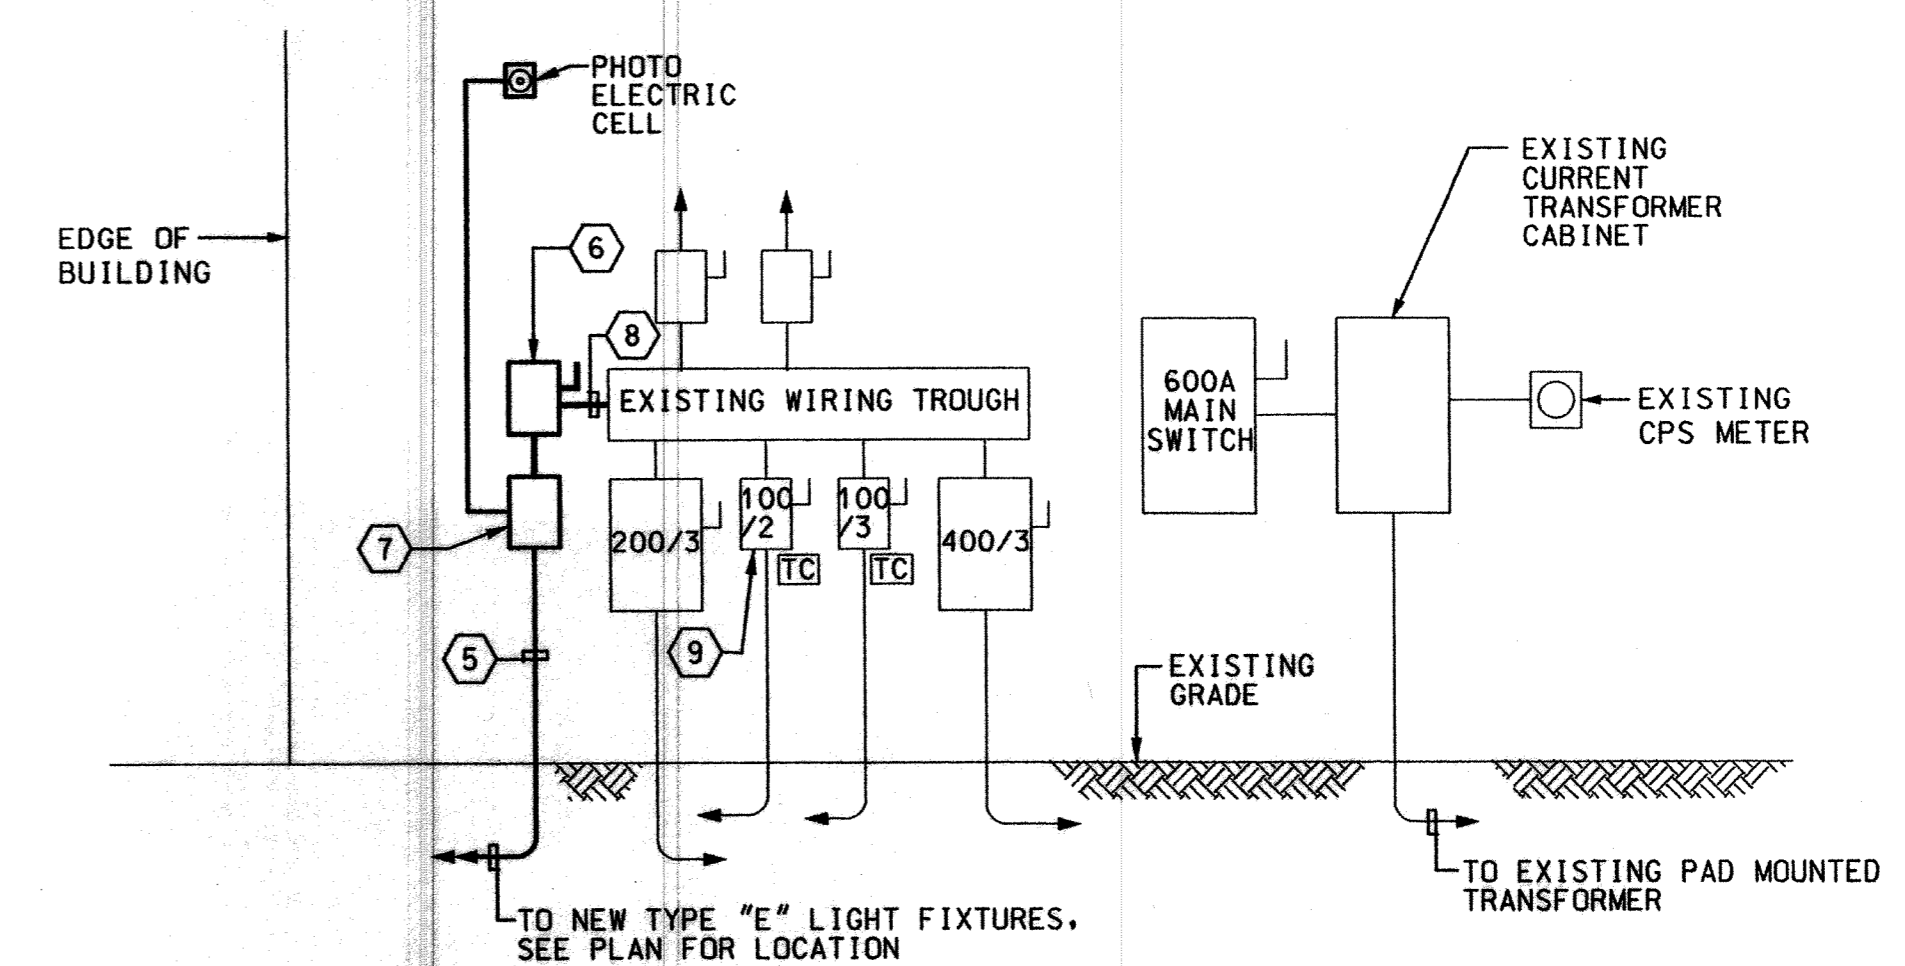 PHOTO
ELECTRIC
CELL
EXISTING
CURRENT
TRANSFORMER
CABINET
EDGE OF
BUILDING
6
8
EXISTING WIRING TROUGH
600A
MAIN
SWITCH
EXISTING
CPS METER
7
200/3
100
/2
TC
100
/3
TC
400/3
5
9
EXISTING
GRADE
TO EXISTING PAD MOUNTED
TRANSFORMER
TO NEW TYPE "E" LIGHT FIXTURES,
SEE PLAN FOR LOCATION